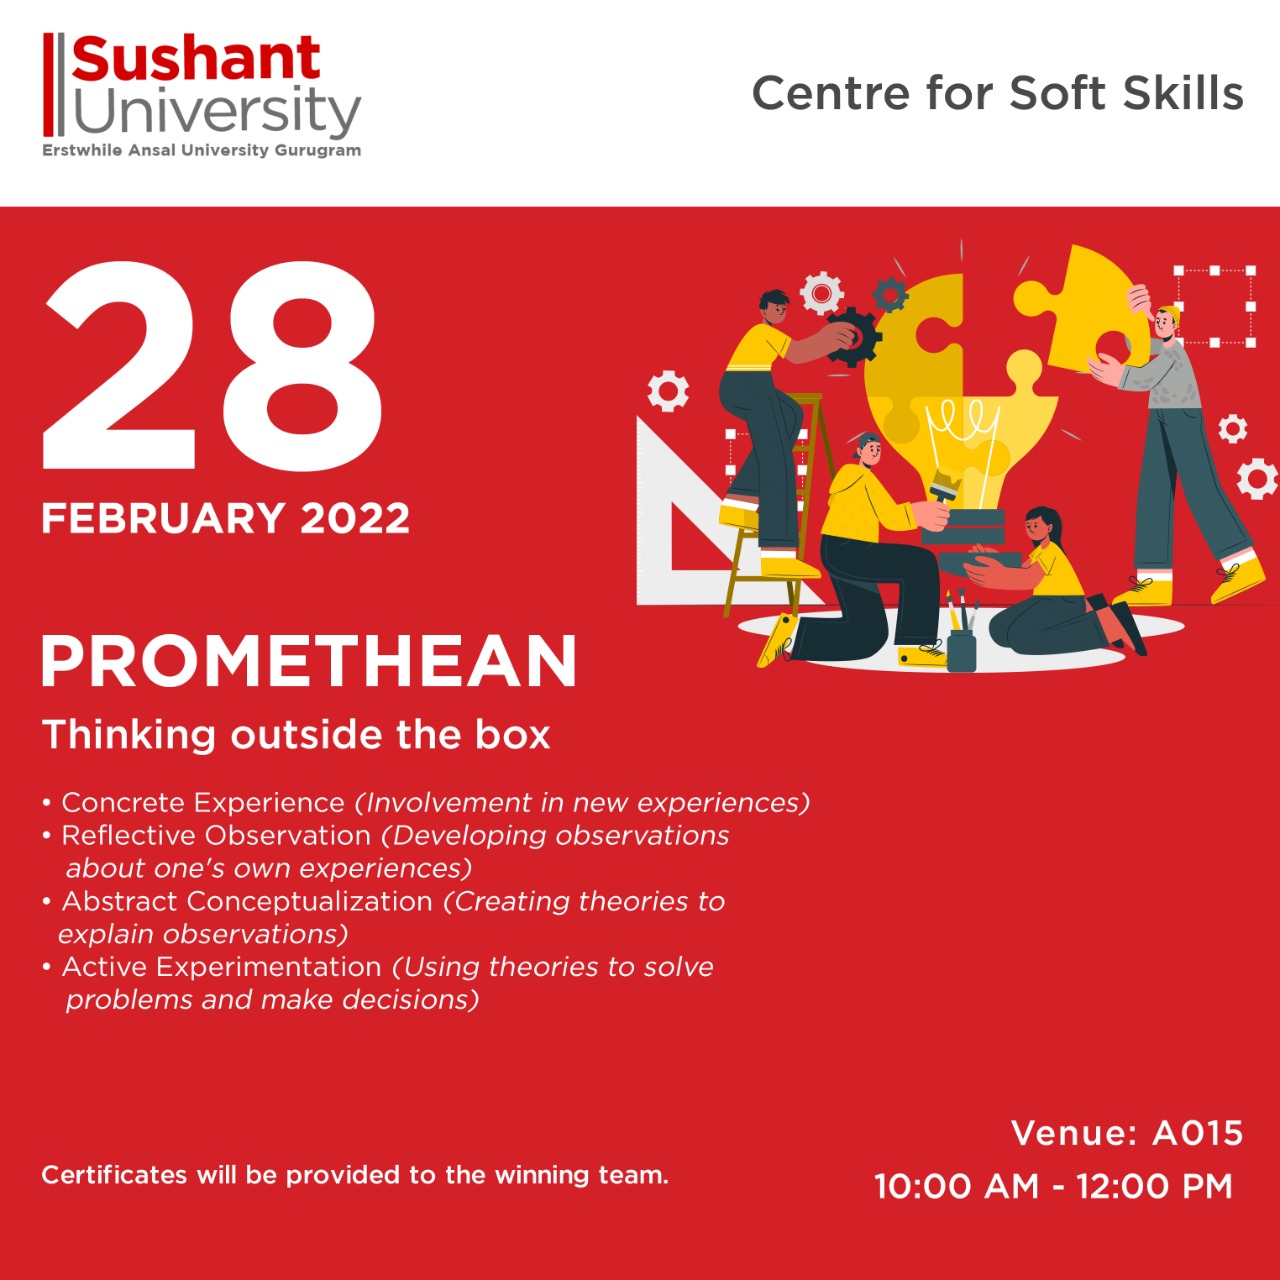 Sushant
University
Erstwhile Ansal University Gurugram
Centre for Soft Skills
28
FEBRUARY 2022
PROMETHEAN
Thinking outside the box
• Concrete Experience (Involvement in new experiences)
• Reflective Observation (Developing observations
about one's own experiences)
• Abstract Conceptualization (Creating theories to
explain observations)
• Active Experimentation (Using theories to solve
problems and make decisions)
Venue: A015
10:00 AM - 12:00 PM
Certificates will be provided to the winning team.